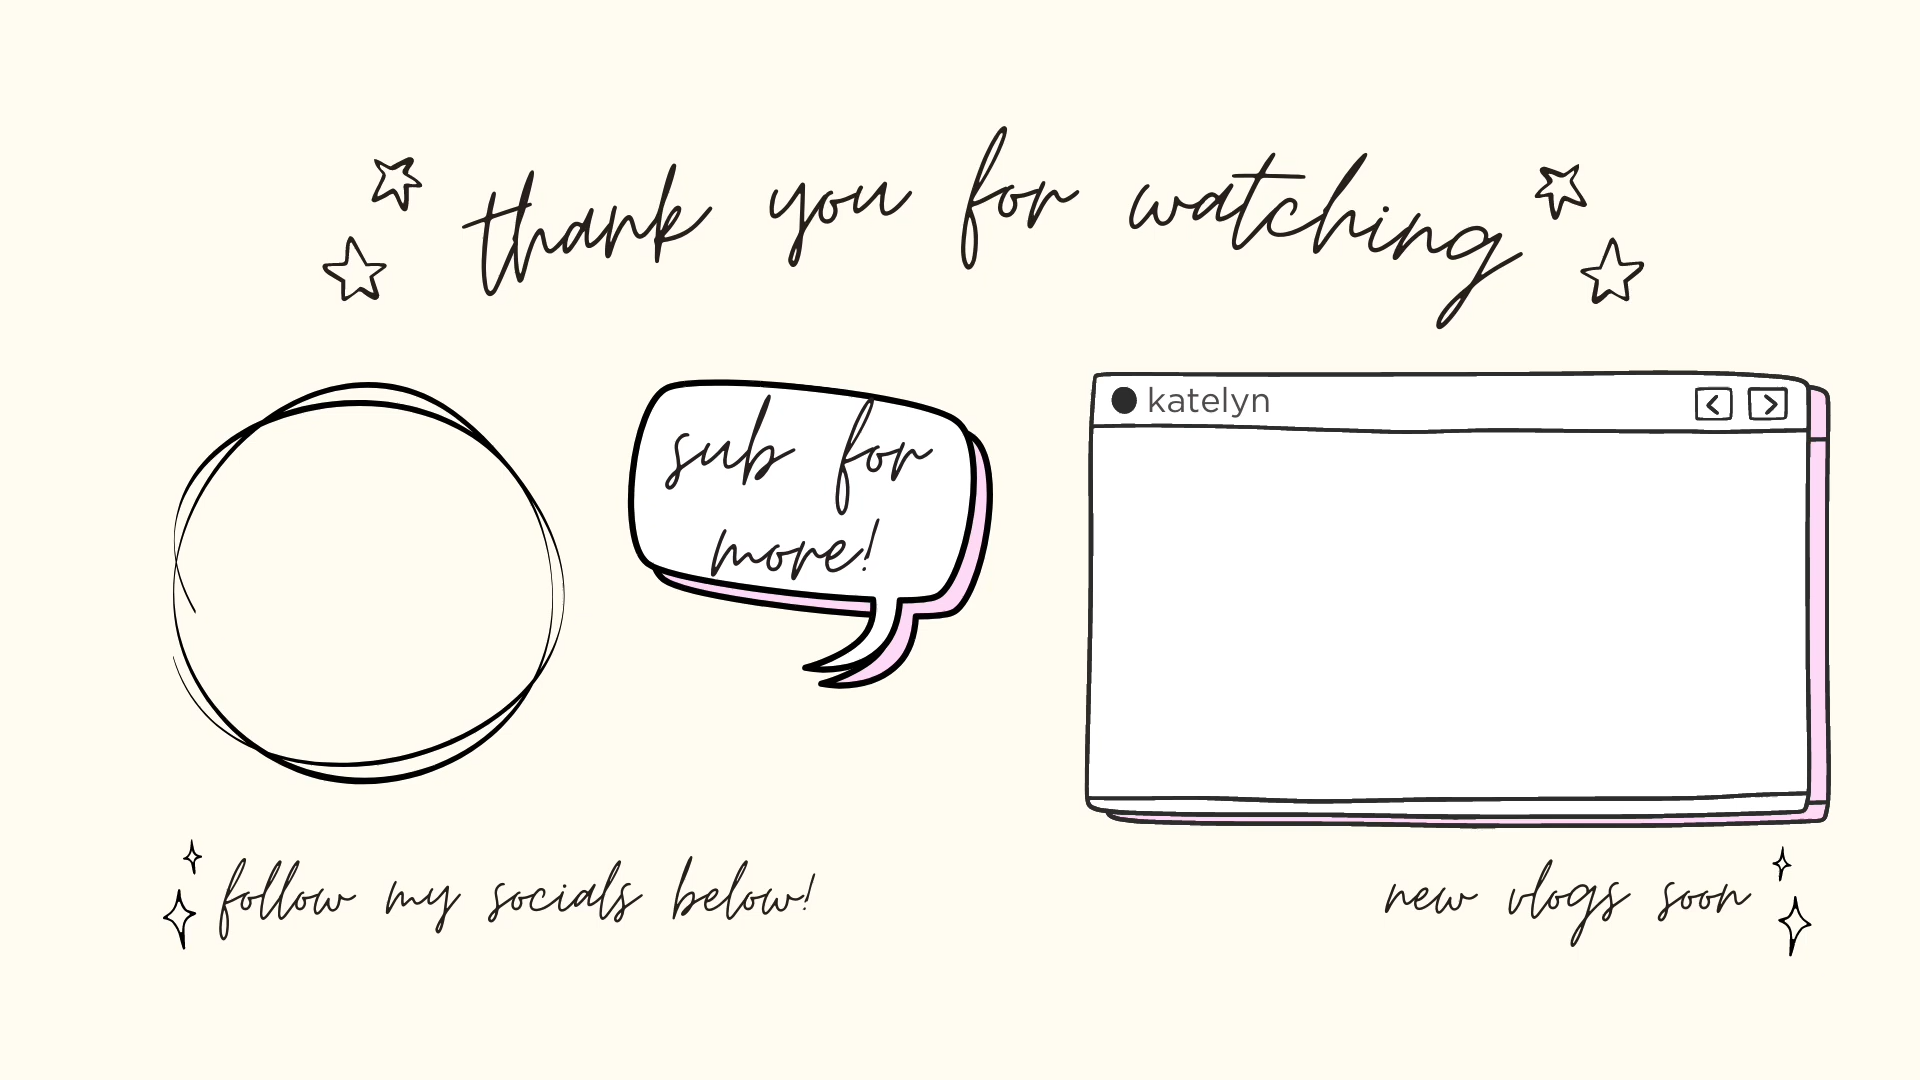 thank you for watching
sub for
more!
katelyn
follow my socials below!
new vlogs soon